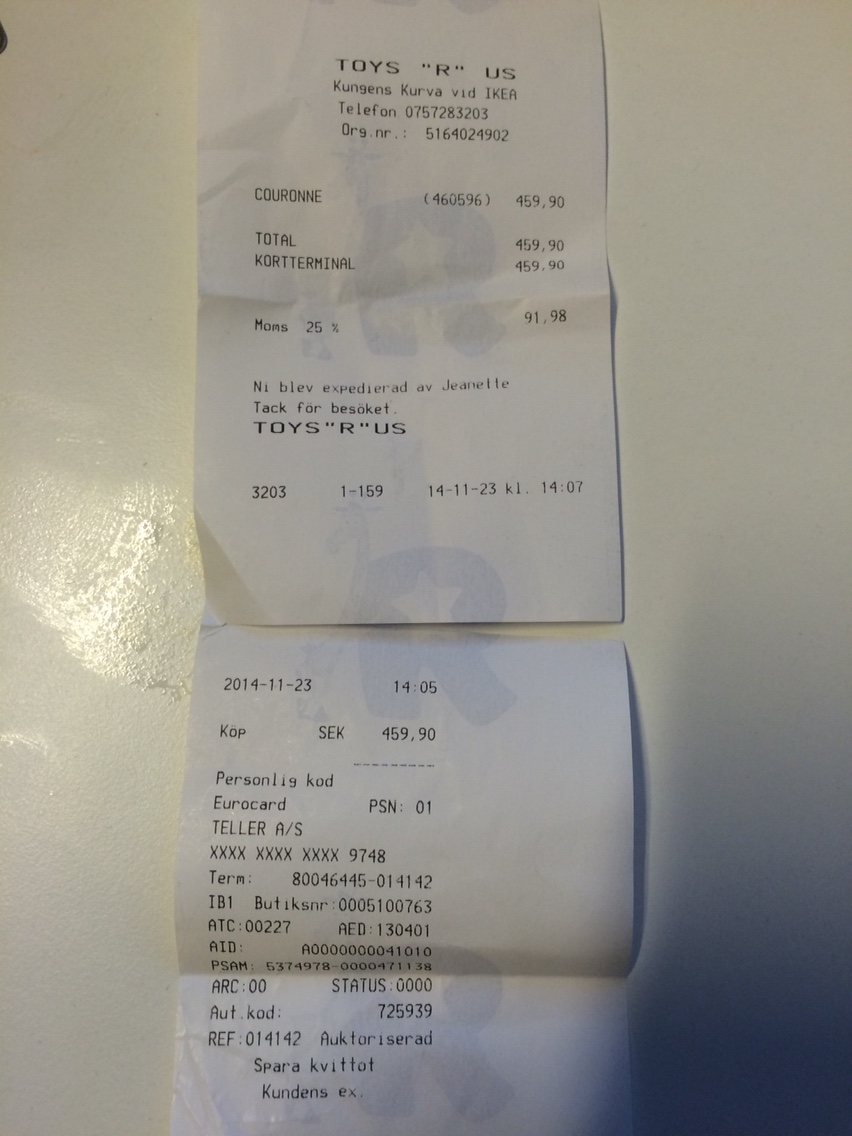 TOYS "R" US
Kungens Kurva vid IKEA
Telefon 0757283203
Org.nr.: 5164024902
COURONNE (460596) 459,90
TOTAL 459,90
KORTTERMINAL 459,90
Moms 25 % 91,98
Ni blev expedierad av Jeanette
Tack för besöket.
TOYS"R"US
3203 1-159 14-11-23 kl. 14:07
2014-11-23 14:05
Köp SEK 459,90
Personlig kod
Eurocard PSN: 01
TELLER A/S
XXXX XXXX XXXX 9748
Term: 80046445-014142
IB1 Butiksnr:0005100763
ATC:00227 AED:130401
AID: A0000000041010
PSAM: 5374978-0000471138
ARC:00 STATUS:0000
Aut.kod: 725939
REF:014142 Auktoriserad
Spara kvittot
Kundens ex.